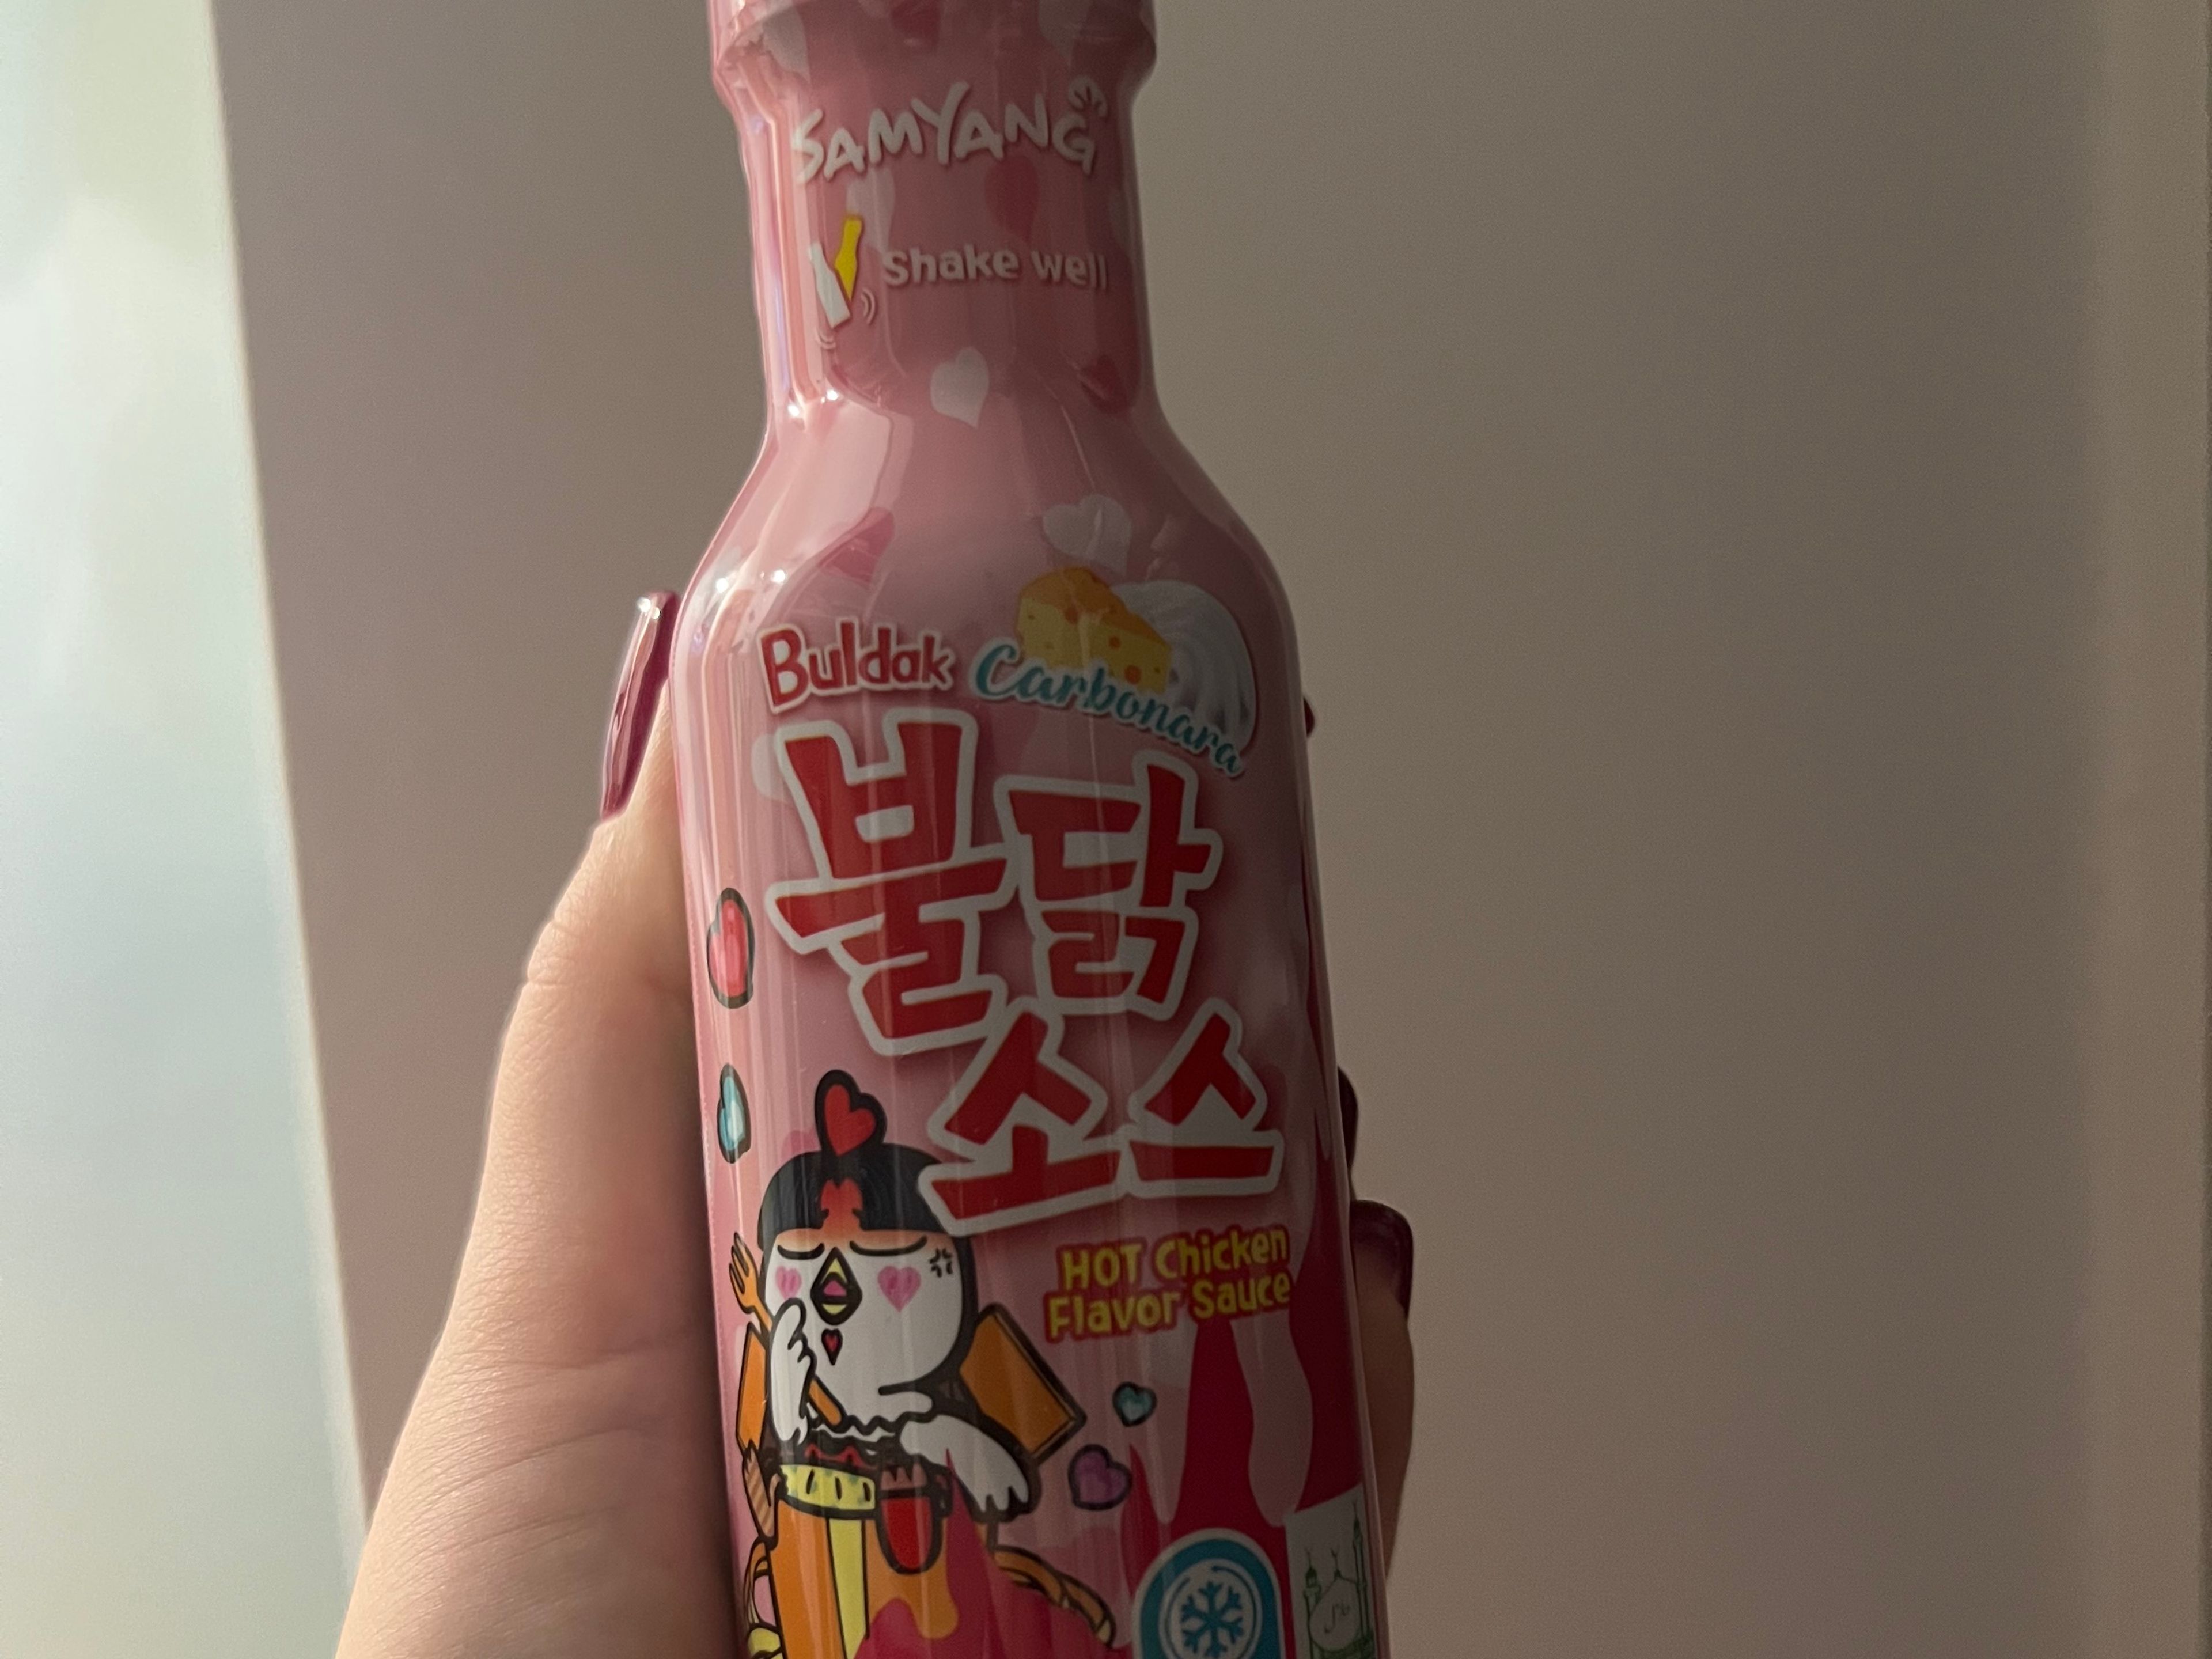 SAMYANG
Shake well
Buldak Carbonara
불닭
소스
HOT Chicken
Flavor Sauce